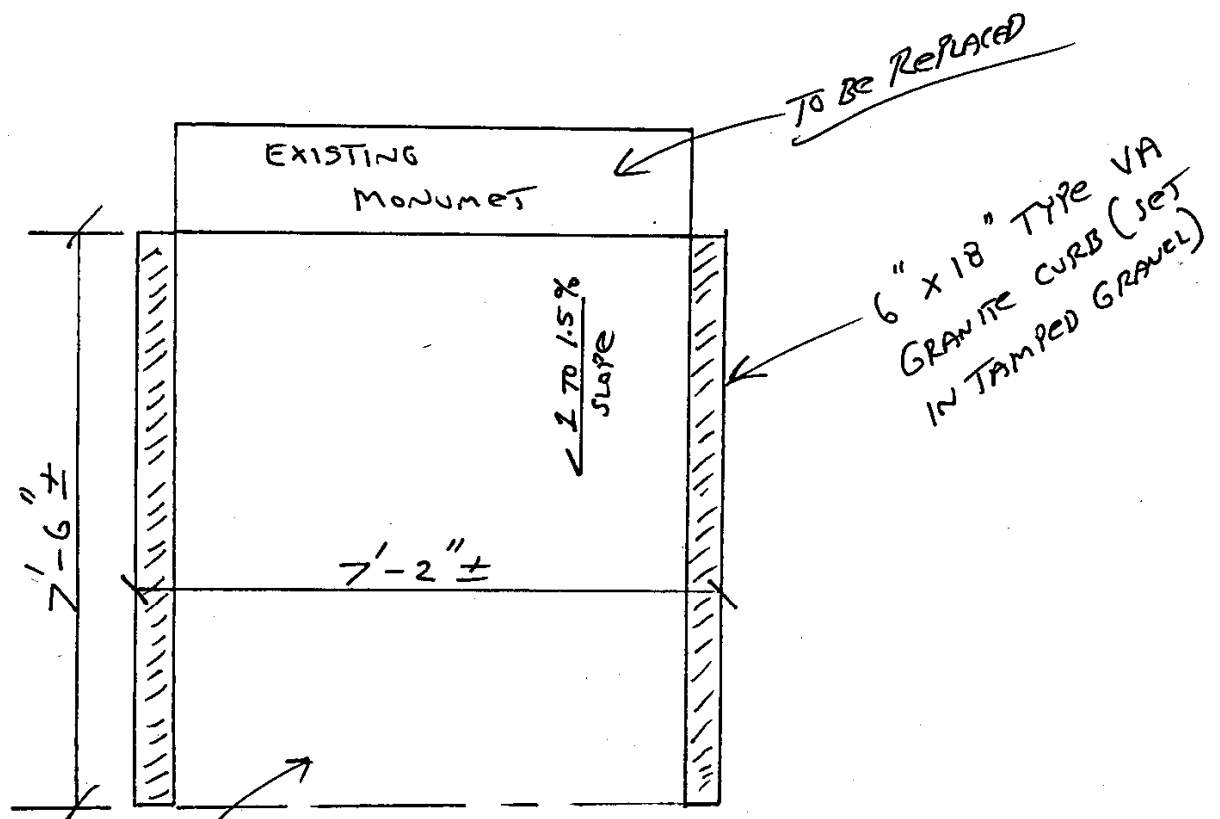 TO BE REPLACED
EXISTING
MONUMET
6" x 18" TYPE VA
GRANITE CURB (SET
IN TAMPED GRAVEL)
1 TO 1.5%
SLOPE
7'-6" ±
7'-2" ±